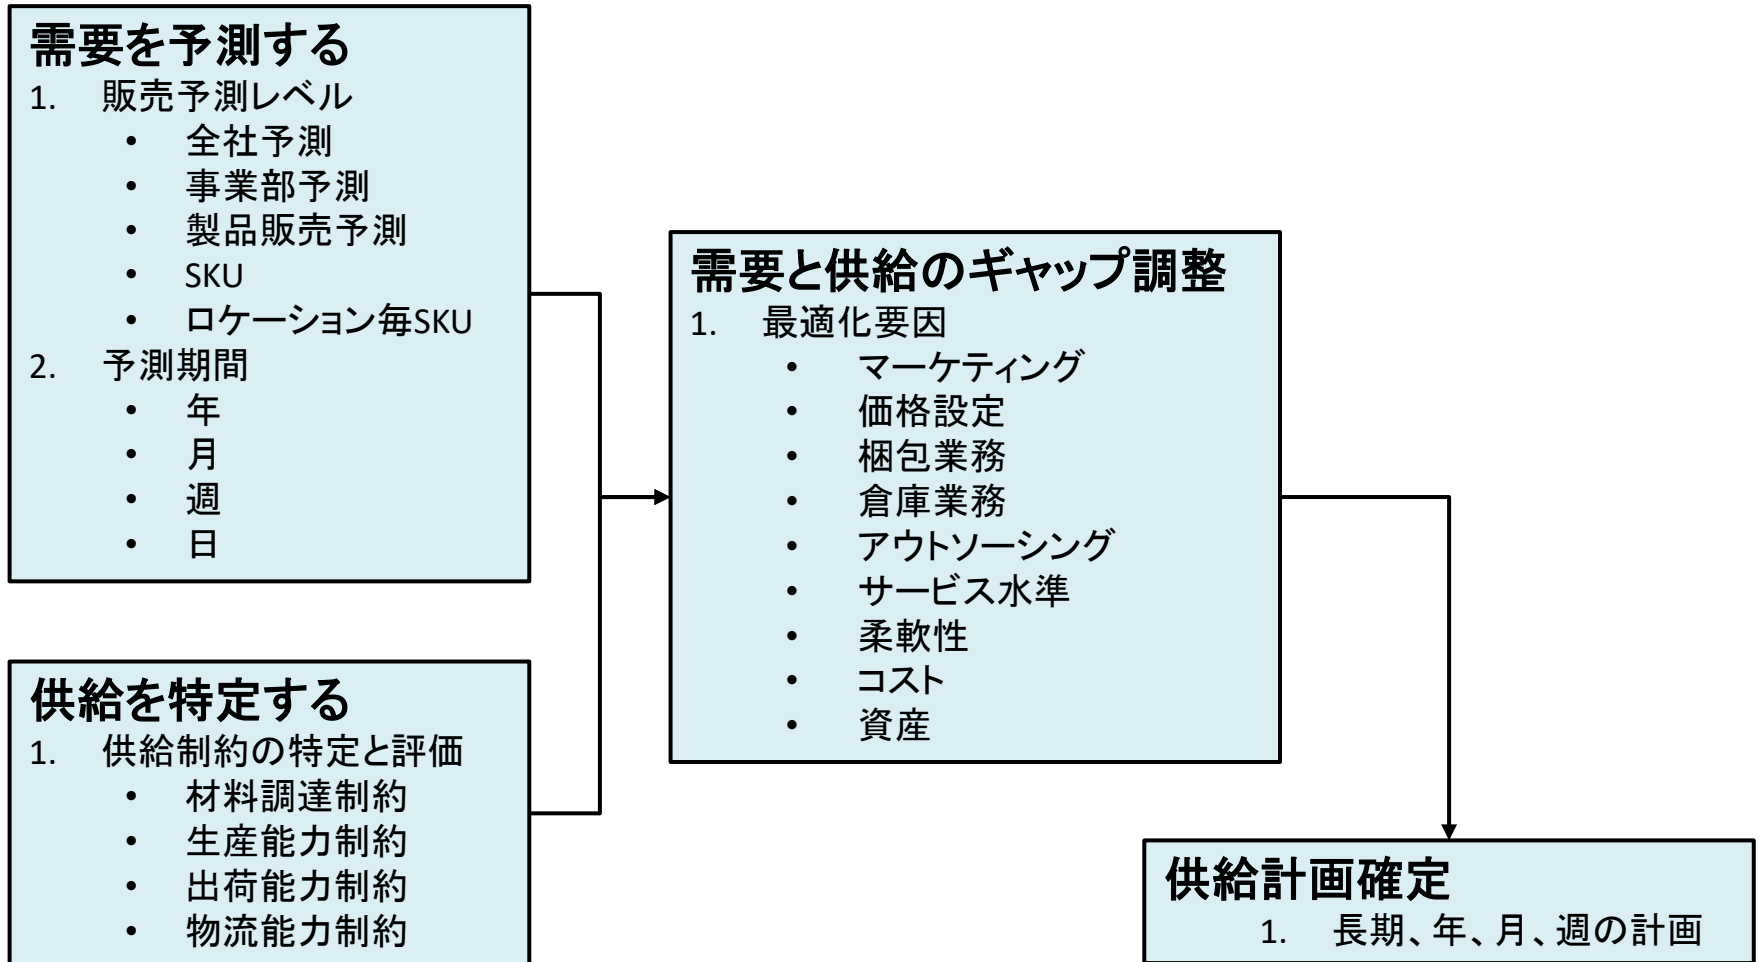 需要を予測する
1. 販売予測レベル
• 全社予測
• 事業部予測
• 製品販売予測
• SKU
• ロケーション毎SKU
2. 予測期間
• 年
• 月
• 週
• 日
供給を特定する
1. 供給制約の特定と評価
• 材料調達制約
• 生産能力制約
• 出荷能力制約
• 物流能力制約
需要と供給のギャップ調整
1. 最適化要因
• マーケティング
• 価格設定
• 梱包業務
• 倉庫業務
• アウトソーシング
• サービス水準
• 柔軟性
• コスト
• 資産
供給計画確定
1. 長期、年、月、週の計画